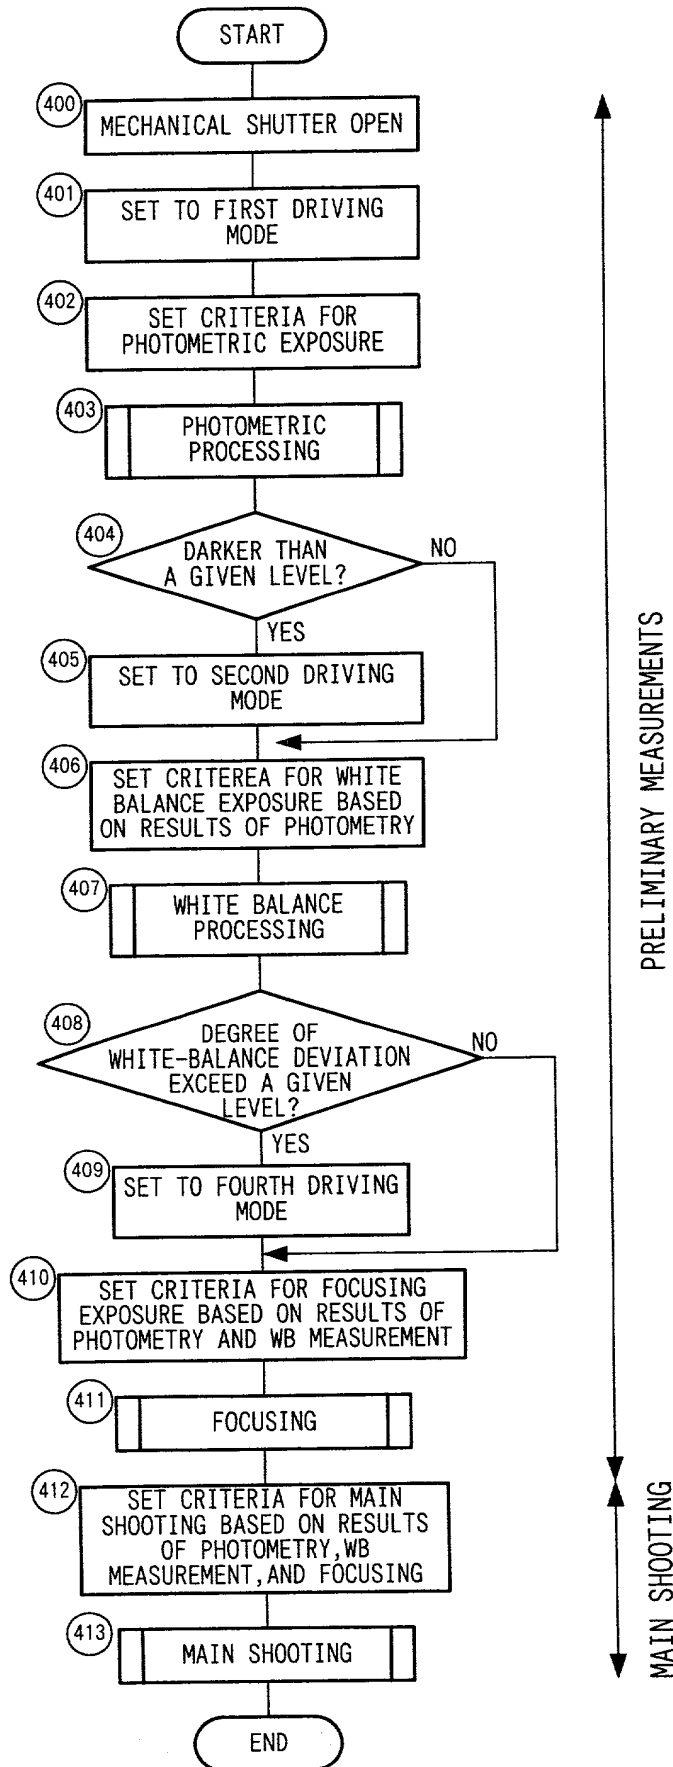 START
400
MECHANICAL SHUTTER OPEN
401
SET TO FIRST DRIVING
MODE
402
SET CRITERIA FOR
PHOTOMETRIC EXPOSURE
403
PHOTOMETRIC
PROCESSING
404
DARKER THAN
A GIVEN LEVEL?
NO
YES
405
SET TO SECOND DRIVING
MODE
406
SET CRITEREA FOR WHITE
BALANCE EXPOSURE BASED
ON RESULTS OF PHOTOMETRY
407
WHITE BALANCE
PROCESSING
408
DEGREE OF
WHITE-BALANCE DEVIATION
EXCEED A GIVEN
LEVEL?
NO
YES
409
SET TO FOURTH DRIVING
MODE
410
SET CRITERIA FOR FOCUSING
EXPOSURE BASED ON RESULTS OF
PHOTOMETRY AND WB MEASUREMENT
411
FOCUSING
412
SET CRITERIA FOR MAIN
SHOOTING BASED ON RESULTS
OF PHOTOMETRY,WB
MEASUREMENT,AND FOCUSING
413
MAIN SHOOTING
END
PRELIMINARY MEASUREMENTS
MAIN SHOOTING